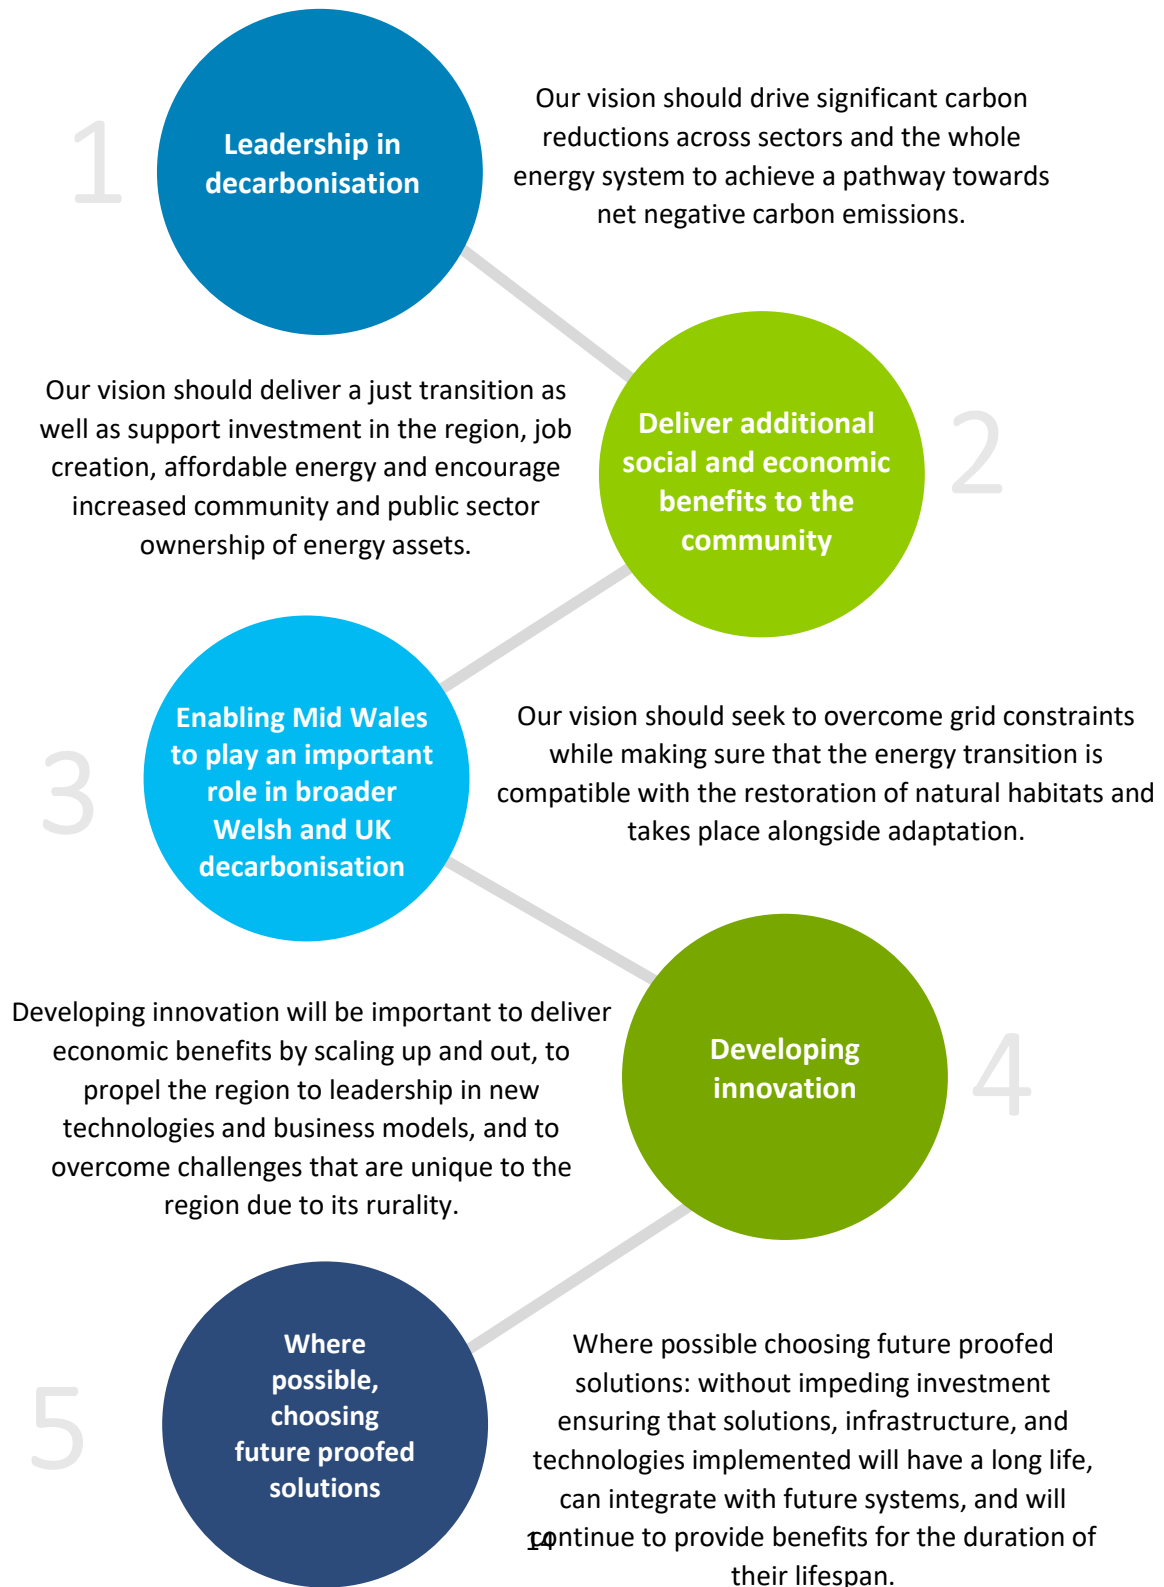 1
Leadership in
decarbonisation
Our vision should drive significant carbon
reductions across sectors and the whole
energy system to achieve a pathway towards
net negative carbon emissions.
2
Deliver additional
social and economic
benefits to the
community
Our vision should deliver a just transition as
well as support investment in the region, job
creation, affordable energy and encourage
increased community and public sector
ownership of energy assets.
3
Enabling Mid Wales
to play an important
role in broader
Welsh and UK
decarbonisation
Our vision should seek to overcome grid constraints
while making sure that the energy transition is
compatible with the restoration of natural habitats and
takes place alongside adaptation.
4
Developing
innovation
Developing innovation will be important to deliver
economic benefits by scaling up and out, to
propel the region to leadership in new
technologies and business models, and to
overcome challenges that are unique to the
region due to its rurality.
5
Where
possible,
choosing
future proofed
solutions
Where possible choosing future proofed
solutions: without impeding investment
ensuring that solutions, infrastructure, and
technologies implemented will have a long life,
can integrate with future systems, and will
continue to provide benefits for the duration of
their lifespan.
14